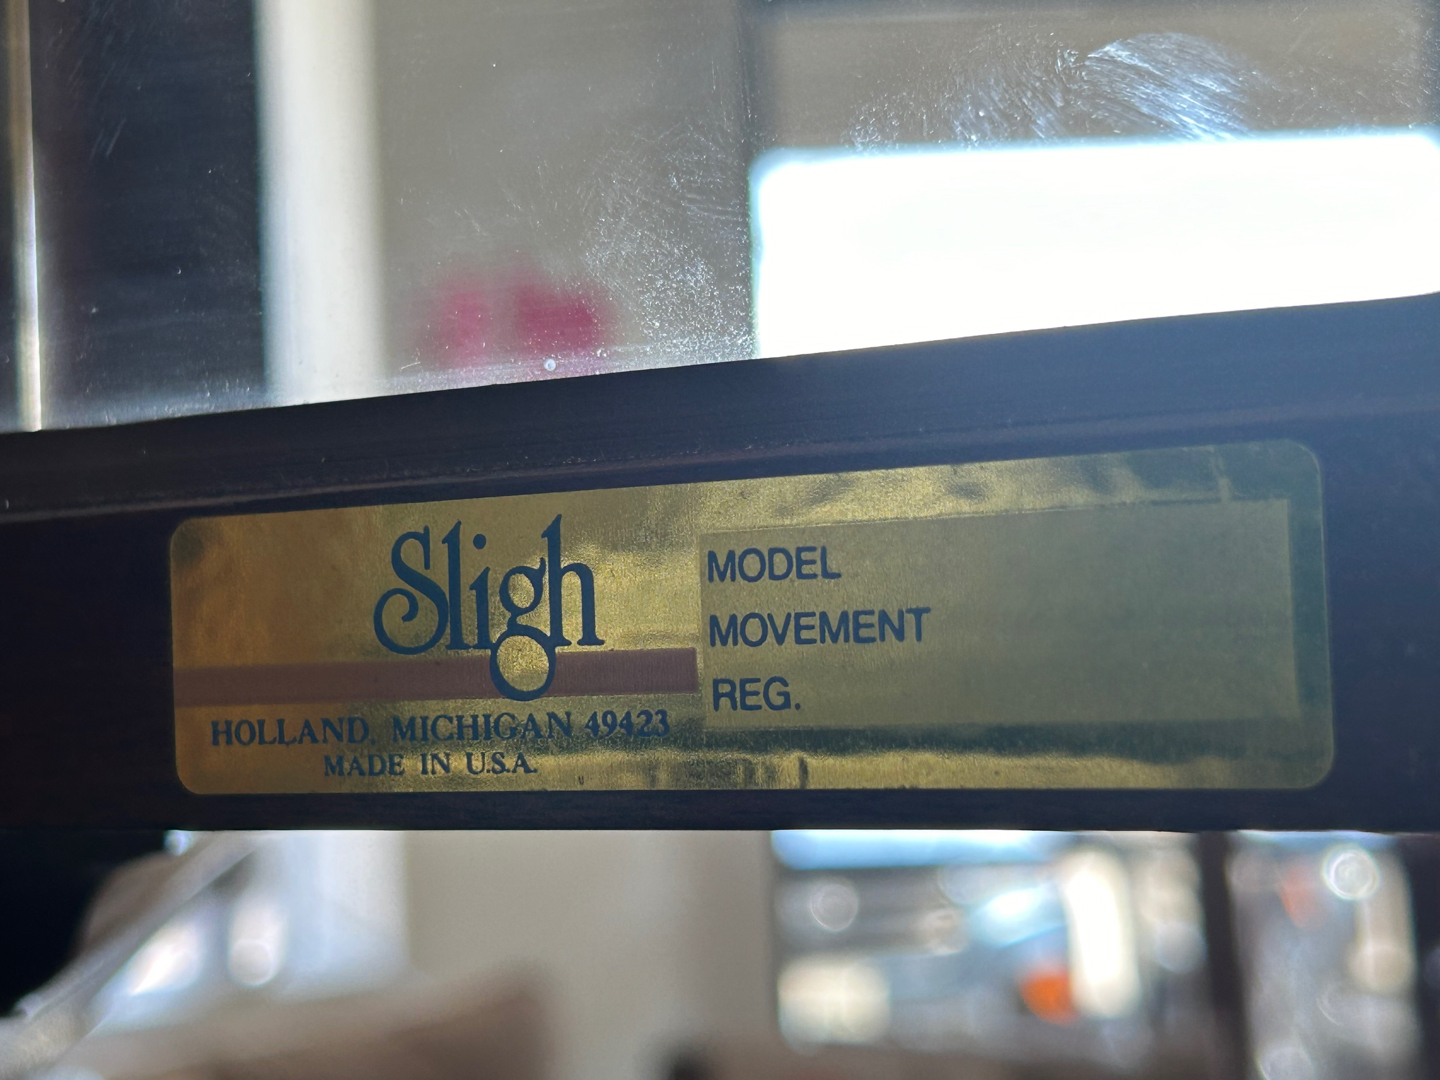 Sligh
HOLLAND, MICHIGAN 49423
MADE IN U.S.A.
MODEL
MOVEMENT
REG.